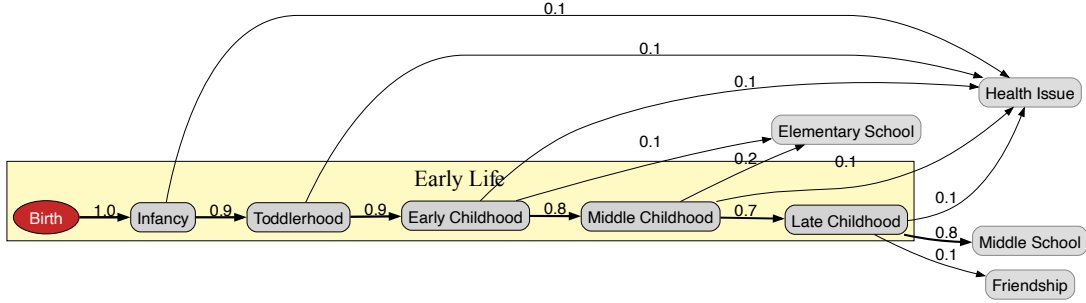 0.1
0.1
0.1
Health Issue
0.1
Elementary School
0.2
0.1
Early Life
Birth
1.0
Infancy
0.9
Toddlerhood
0.9
Early Childhood
0.8
Middle Childhood
0.7
Late Childhood
0.1
0.8
Middle School
0.1
Friendship